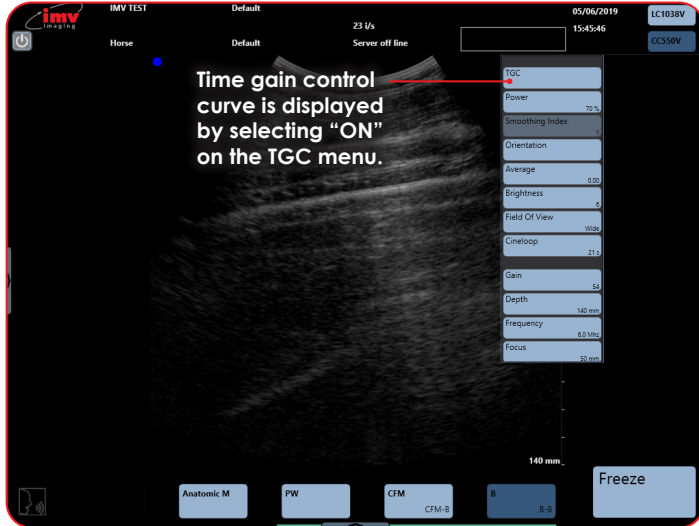 imv
imaging
IMV TEST
Default
05/06/2019
23 i/s
15:45:46
LC1038V
Horse
Default
Server off line
CC550V
Time gain control
curve is displayed
by selecting “ON”
on the TGC menu.
TGC
Power
70 %
Smoothing Index
1
Orientation
Average
0.00
Brightness
6
Field Of View
Wide
Cineloop
21 s
Gain
54
Depth
140 mm
Frequency
6.0 Mhz
Focus
50 mm
140 mm
Anatomic M
PW
CFM
CFM-B
B
B-B
Freeze